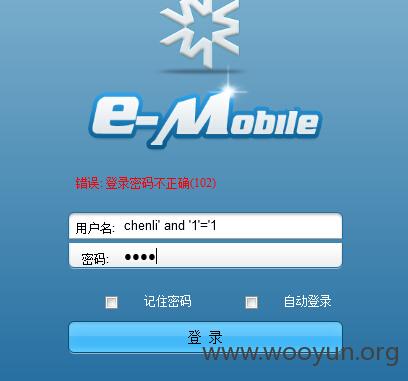 e-Mobile
错误: 登录密码不正确(102)
用户名: chenli' and '1'='1
密码: ●●●●
记住密码 自动登录
登 录
www.wooyun.org